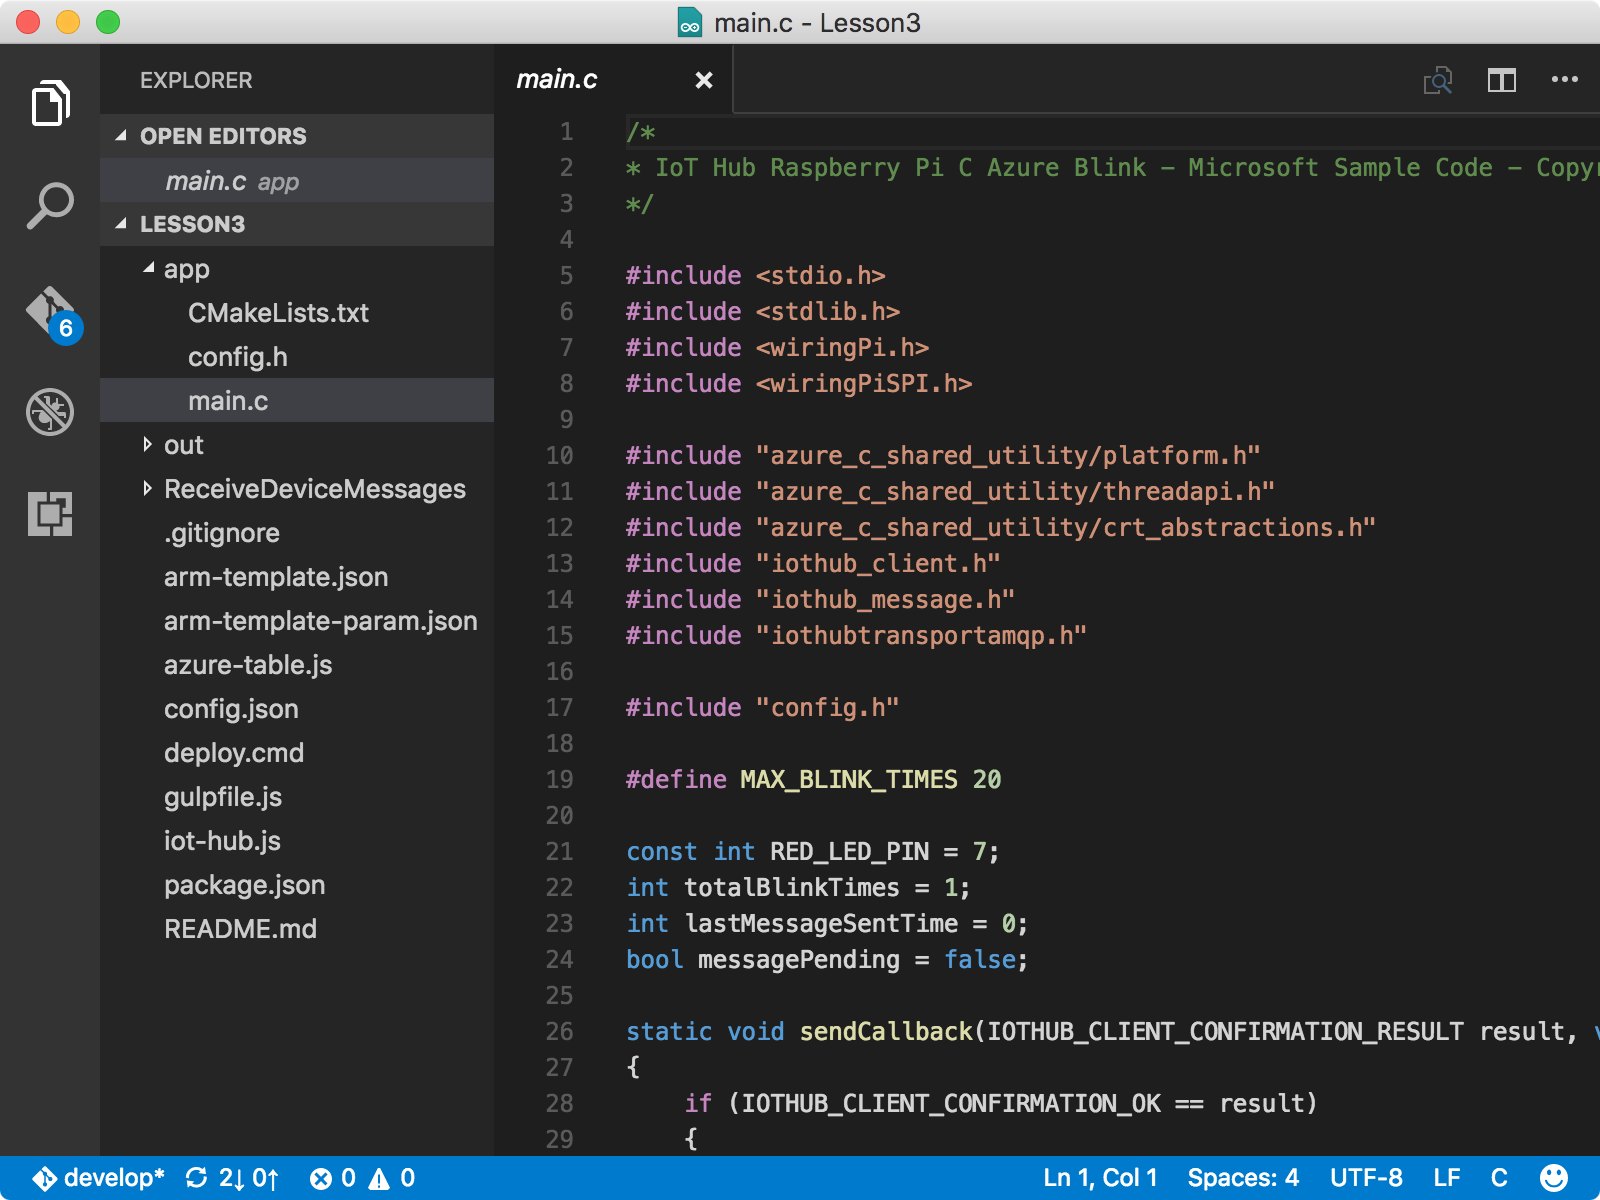 main.c - Lesson3
EXPLORER
OPEN EDITORS
main.c app
LESSON3
app
CMakeLists.txt
config.h
main.c
out
ReceiveDeviceMessages
.gitignore
arm-template.json
arm-template-param.json
azure-table.js
config.json
deploy.cmd
gulpfile.js
iot-hub.js
package.json
README.md
6
main.c
1 /*
2 * IoT Hub Raspberry Pi C Azure Blink - Microsoft Sample Code - Copyr
3 */
4
5 #include <stdio.h>
6 #include <stdlib.h>
7 #include <wiringPi.h>
8 #include <wiringPiSPI.h>
9
10 #include "azure_c_shared_utility/platform.h"
11 #include "azure_c_shared_utility/threadapi.h"
12 #include "azure_c_shared_utility/crt_abstractions.h"
13 #include "iothub_client.h"
14 #include "iothub_message.h"
15 #include "iothubtransportamqp.h"
16
17 #include "config.h"
18
19 #define MAX_BLINK_TIMES 20
20
21 const int RED_LED_PIN = 7;
22 int totalBlinkTimes = 1;
23 int lastMessageSentTime = 0;
24 bool messagePending = false;
25
26 static void sendCallback(IOTHUB_CLIENT_CONFIRMATION_RESULT result, v
27 {
28 if (IOTHUB_CLIENT_CONFIRMATION_OK == result)
29 {
develop* 2↓ 0↑ 0 0 Ln 1, Col 1 Spaces: 4 UTF-8 LF C